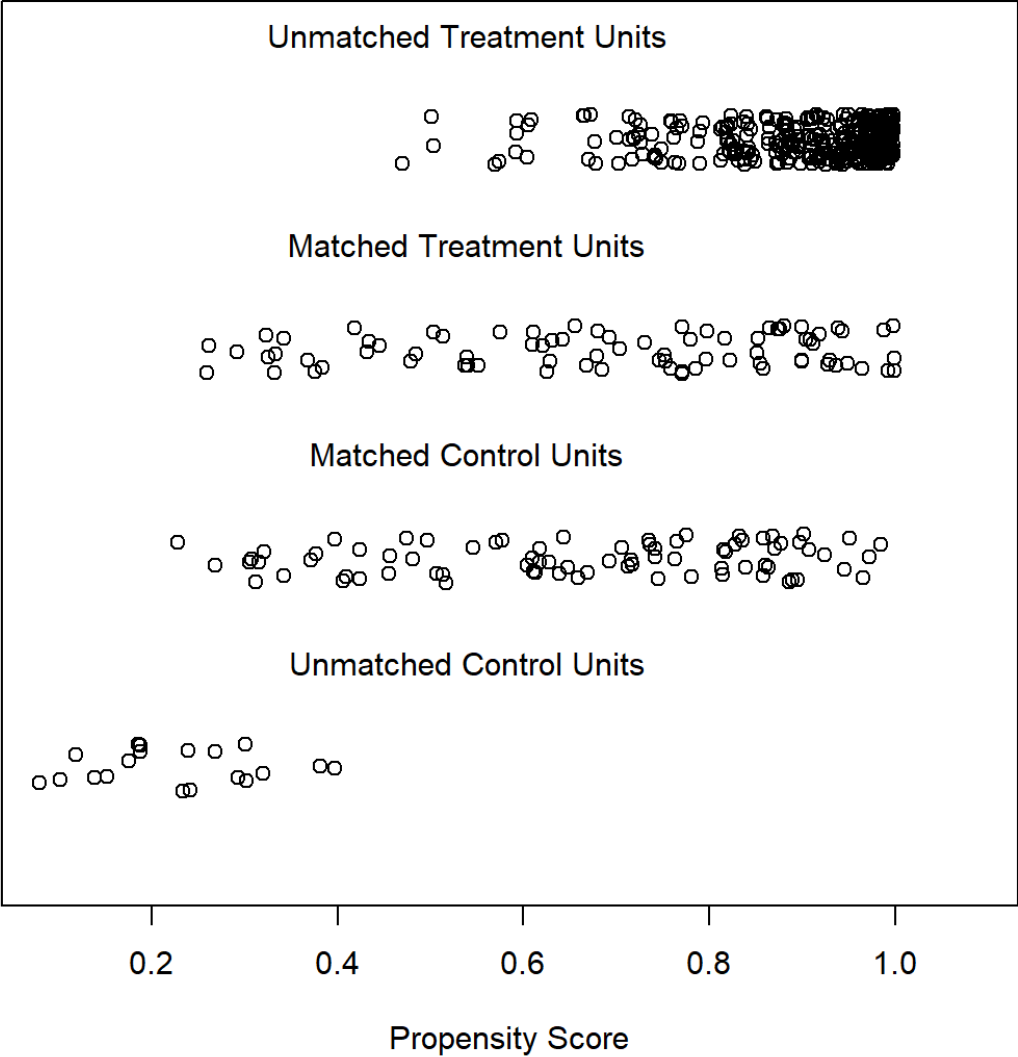 Unmatched Treatment Units
Matched Treatment Units
Matched Control Units
Unmatched Control Units
0.2 0.4 0.6 0.8 1.0
Propensity Score